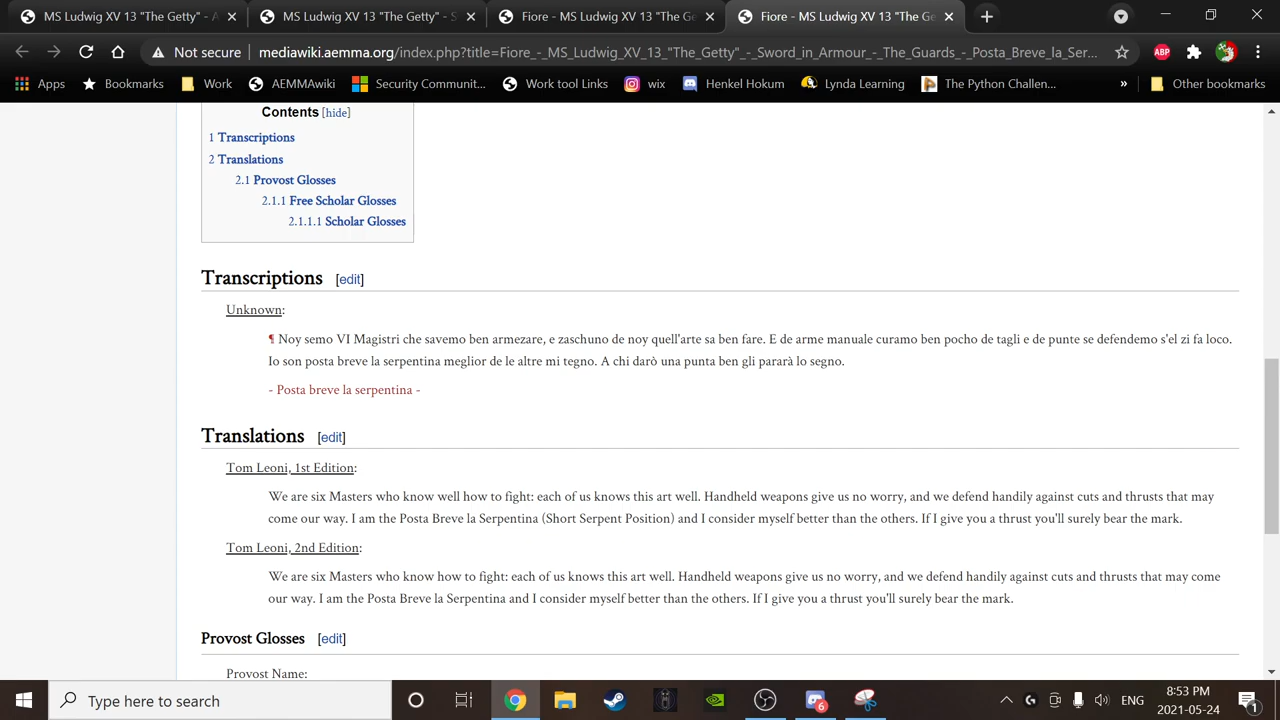 MS Ludwig XV 13 "The Getty" - A
MS Ludwig XV 13 "The Getty" - S
Fiore - MS Ludwig XV 13 "The Ge
Fiore - MS Ludwig XV 13 "The Ge
Not secure mediawiki.aemma.org/index.php?title=Fiore_-_MS_Ludwig_XV_13_"The_Getty"_-_Sword_in_Armour_-_The_Guards_-_Posta_Breve_la_Ser...
ABP
Apps Bookmarks Work AEMMAwiki Security Communit... Work tool Links wix Henkel Hokum Lynda Learning The Python Challen... » Other bookmarks
Contents [hide]
1 Transcriptions
2 Translations
2.1 Provost Glosses
2.1.1 Free Scholar Glosses
2.1.1.1 Scholar Glosses
Transcriptions [edit]
Unknown:
¶ Noy semo VI Magistri che savemo ben armezare, e zaschuno de noy quell'arte sa ben fare. E de arme manuale curamo ben pocho de tagli e de punte se defendemo s'el zi fa loco.
Io son posta breve la serpentina meglior de le altre mi tegno. A chi darò una punta ben gli pararà lo segno.
- Posta breve la serpentina -
Translations [edit]
Tom Leoni, 1st Edition:
We are six Masters who know well how to fight: each of us knows this art well. Handheld weapons give us no worry, and we defend handily against cuts and thrusts that may
come our way. I am the Posta Breve la Serpentina (Short Serpent Position) and I consider myself better than the others. If I give you a thrust you'll surely bear the mark.
Tom Leoni, 2nd Edition:
We are six Masters who know how to fight: each of us knows this art well. Handheld weapons give us no worry, and we defend handily against cuts and thrusts that may come
our way. I am the Posta Breve la Serpentina and I consider myself better than the others. If I give you a thrust you'll surely bear the mark.
Provost Glosses [edit]
Provost Name:
Type here to search
6
ENG
8:53 PM
2021-05-24
1